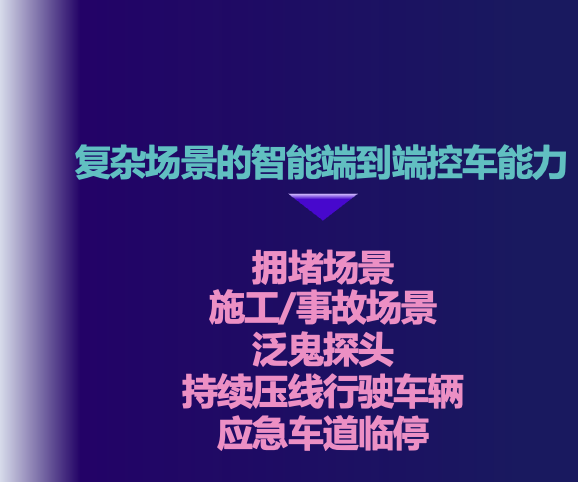 复杂场景的智能端到端控车能力
拥堵场景
施工/事故场景
泛鬼探头
持续压线行驶车辆
应急车道临停